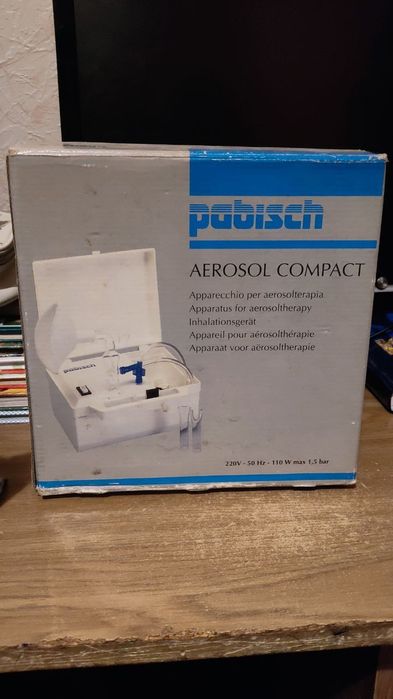 pabisch
AEROSOL COMPACT
Apparecchio per aerosolterapia
Apparatus for aerosoltherapy
Inhalationsgerät
Appareil pour aérosolthérapie
Apparaat voor aërosoltherapie
pabisch
220V - 50 Hz - 110 W max 1,5 bar